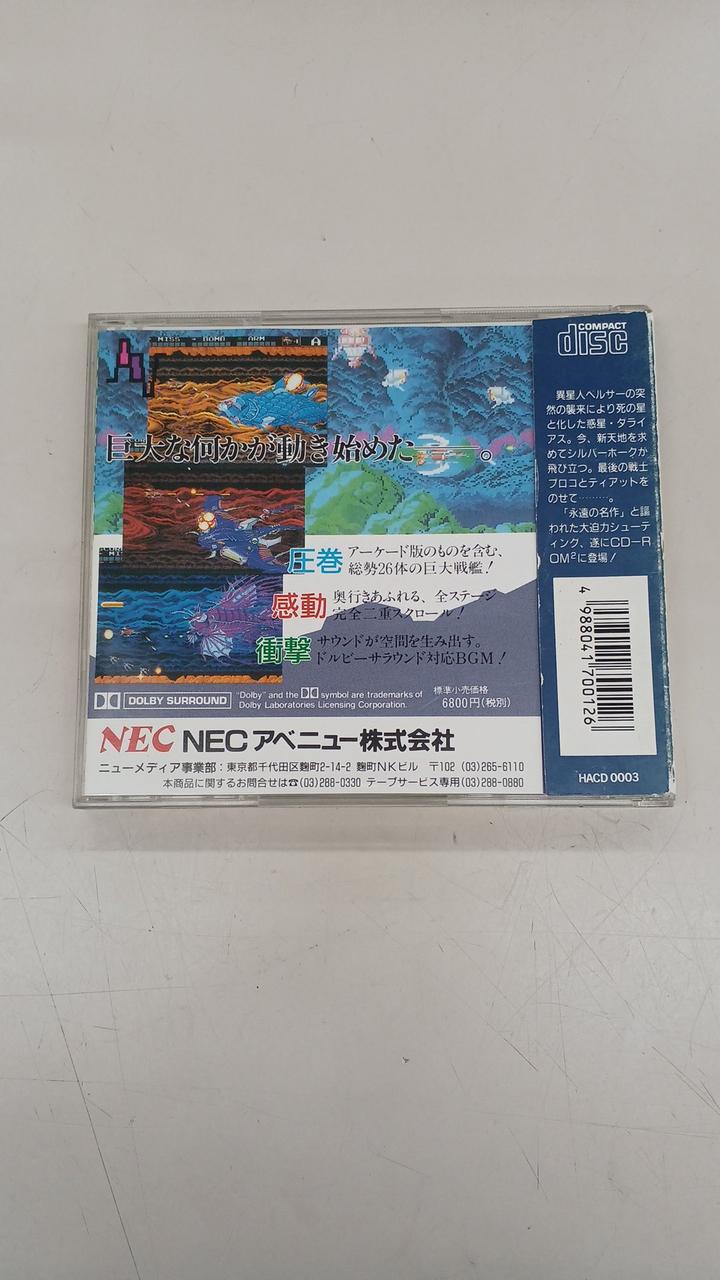 MISS BOMB ARM A
巨大な何かが動き始めた――。
圧巻 アーケード版のものを含む、
総勢26体の巨大戦艦!
感動 奥行きあふれる、全ステージ
完全二重スクロール!
衝撃 サウンドが空間を生み出す。
ドルビーサラウンド対応BGM!
DOLBY SURROUND
"Dolby" and the symbol are trademarks of
Dolby Laboratories Licensing Corporation.
標準小売価格
6800円(税別)
NEC NECアベニュー株式会社
ニューメディア事業部:東京都千代田区麹町2-14-2 麹町NKビル 〒102 (03)265-6110
本商品に関するお問合せは☎(03)288-0330 テープサービス専用(03)288-0880
COMPACT
disc
異星人ベルサーの突
然の襲来により死の星
と化した惑星・ダライ
アス。今、新天地を求
めてシルバーホークが
飛び立つ。最後の戦士
プロコとティアットを
のせて………。
「永遠の名作」と謳
われた大迫力シューテ
ィング、遂にCD-R
OM²に登場!
4988041700126
HACD 0003